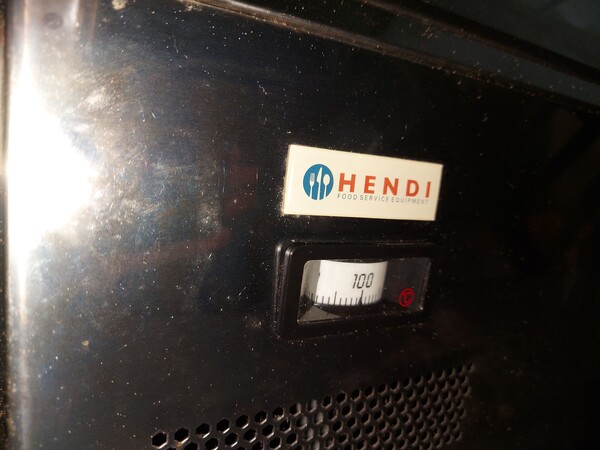 HENDI
FOOD SERVICE EQUIPMENT
100
°C